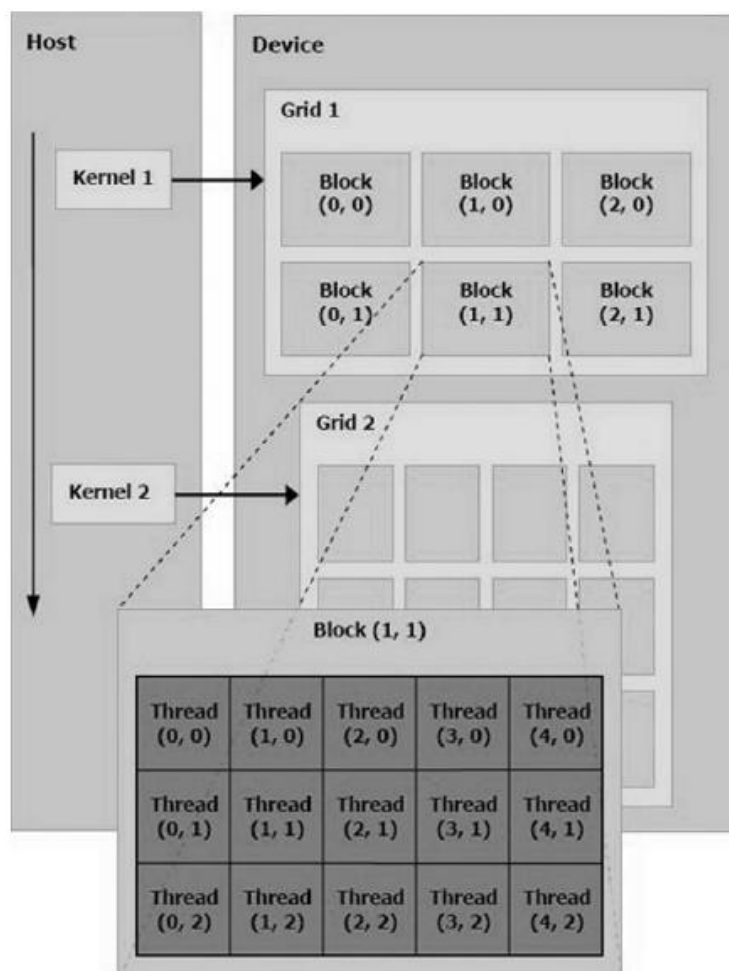 Host
Device
Grid 1
Kernel 1
Block Block Block
(0, 0) (1, 0) (2, 0)
Block Block Block
(0, 1) (1, 1) (2, 1)
Grid 2
Kernel 2
Block (1, 1)
Thread Thread Thread Thread Thread
(0, 0) (1, 0) (2, 0) (3, 0) (4, 0)
Thread Thread Thread Thread Thread
(0, 1) (1, 1) (2, 1) (3, 1) (4, 1)
Thread Thread Thread Thread Thread
(0, 2) (1, 2) (2, 2) (3, 2) (4, 2)